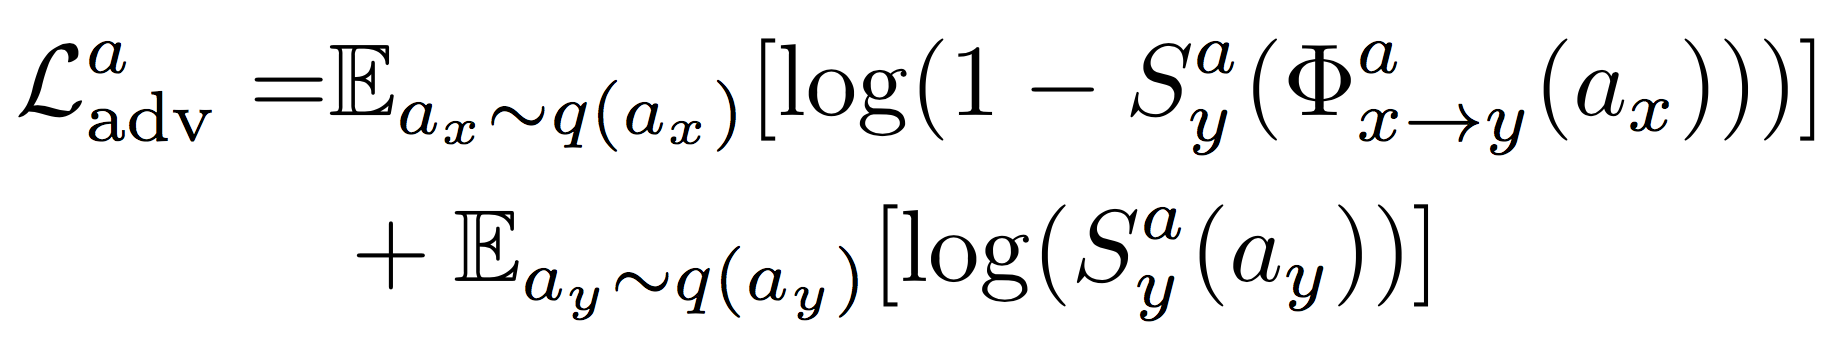 $\mathcal{L}^a_{\text{adv}} = \mathbb{E}_{a_x \sim q(a_x)}[\log(1 - S^a_y(\Phi^a_{x \to y}(a_x)))]$
$+ \mathbb{E}_{a_y \sim q(a_y)}[\log(S^a_y(a_y))]$